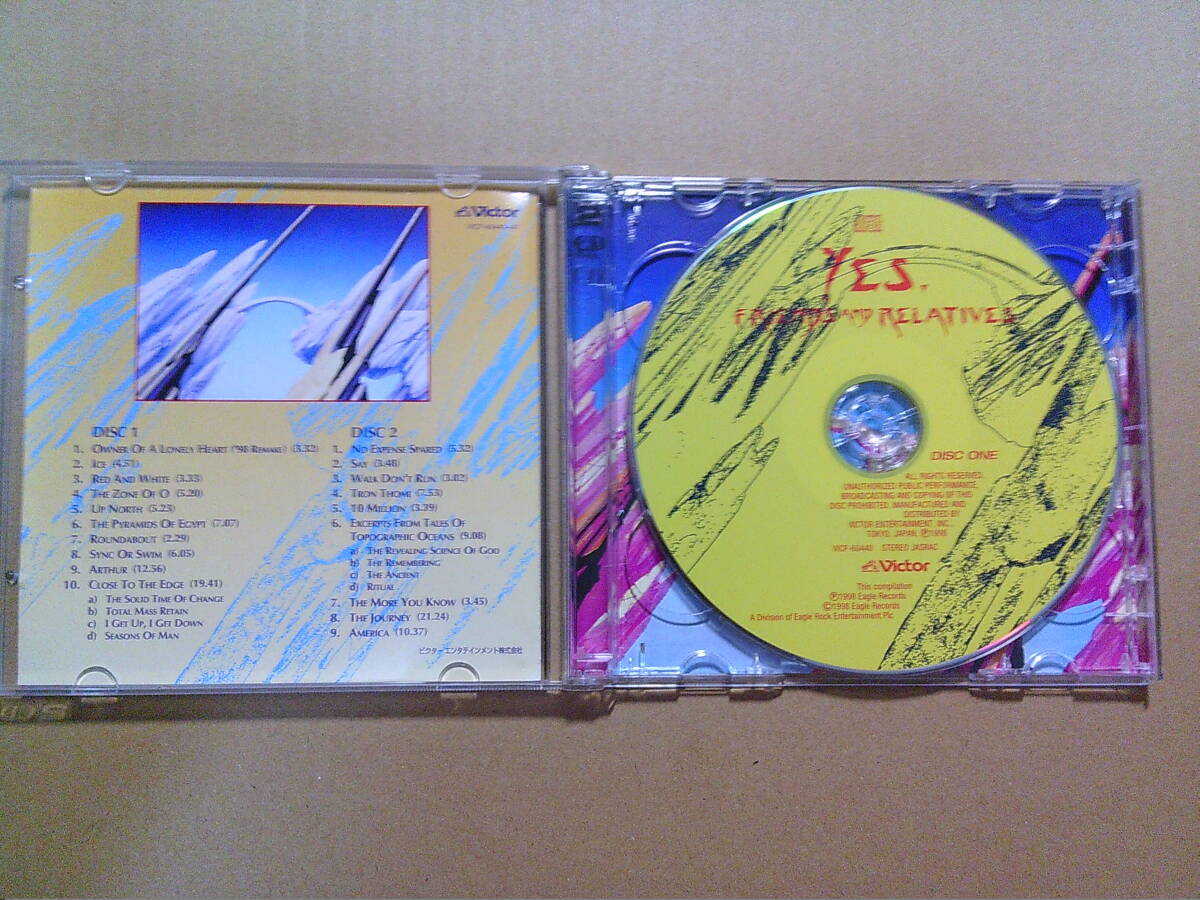 Victor
DISC 1
1. OWNER OF A LONELY HEART ('98 REMAKE) (3.32)
2. ICE (4.51)
3. RED AND WHITE (3.33)
4. THE ZONE OF O (5.20)
5. UP NORTH (5.23)
6. THE PYRAMIDS OF EGYPT (7.07)
7. ROUNDABOUT (2.29)
8. SYNC OR SWIM (6.05)
9. ARTHUR (12.56)
10. CLOSE TO THE EDGE (19.41)
a) THE SOLID TIME OF CHANGE
b) TOTAL MASS RETAIN
c) I GET UP, I GET DOWN
d) SEASONS OF MAN
DISC 2
1. NO EXPENSE SPARED (5.32)
2. SAY (3.48)
3. WALK DON'T RUN (3.02)
4. TRON THOMI (7.53)
5. 10 MILLION (3.39)
6. EXCERPTS FROM TALES OF
TOPOGRAPHIC OCEANS (9.08)
a) THE REVEALING SCIENCE OF GOD
b) THE REMEMBERING
c) THE ANCIENT
d) RITUAL
7. THE MORE YOU KNOW (3.45)
8. THE JOURNEY (21.24)
9. AMERICA (10.37)
ビクターエンタテインメント株式会社
YES,
FRIENDS AND RELATIVES
DISC ONE
ALL RIGHTS RESERVED.
UNAUTHORIZED PUBLIC PERFORMANCE,
BROADCASTING AND COPYING OF THIS
DISC PROHIBITED. MANUFACTURED AND
DISTRIBUTED BY
VICTOR ENTERTAINMENT, INC.,
TOKYO, JAPAN. Ⓟ1998
VICF-60440 STEREO JASRAC
Victor
This compilation
Ⓟ1998 Eagle Records
©1998 Eagle Records
A Division of Eagle Rock Entertainment Plc.